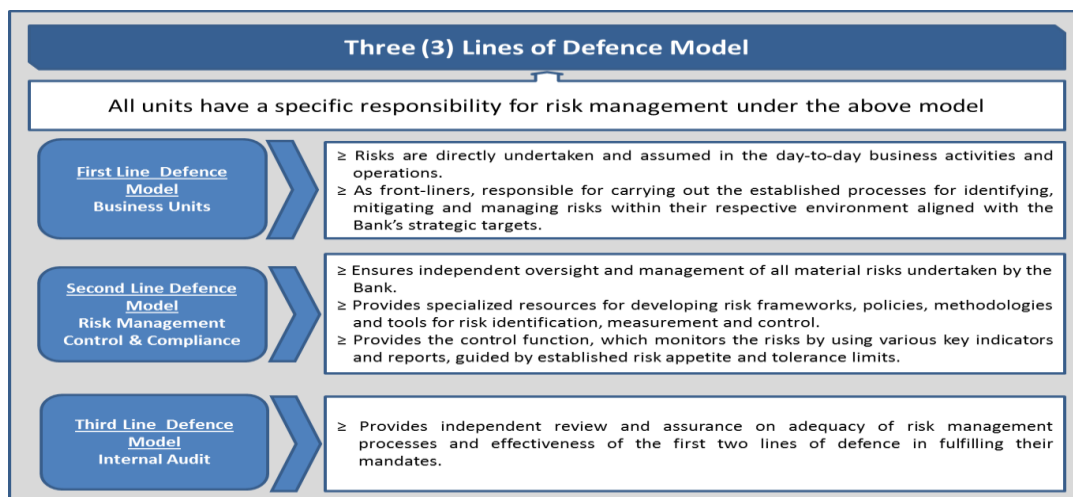 Three (3) Lines of Defence Model
All units have a specific responsibility for risk management under the above model
First Line Defence
Model
Business Units
≥ Risks are directly undertaken and assumed in the day-to-day business activities and
operations.
≥ As front-liners, responsible for carrying out the established processes for identifying,
mitigating and managing risks within their respective environment aligned with the
Bank's strategic targets.
Second Line Defence
Model
Risk Management
Control & Compliance
≥ Ensures independent oversight and management of all material risks undertaken by the
Bank.
≥ Provides specialized resources for developing risk frameworks, policies, methodologies
and tools for risk identification, measurement and control.
≥ Provides the control function, which monitors the risks by using various key indicators
and reports, guided by established risk appetite and tolerance limits.
Third Line Defence
Model
Internal Audit
≥ Provides independent review and assurance on adequacy of risk management
processes and effectiveness of the first two lines of defence in fulfilling their
mandates.